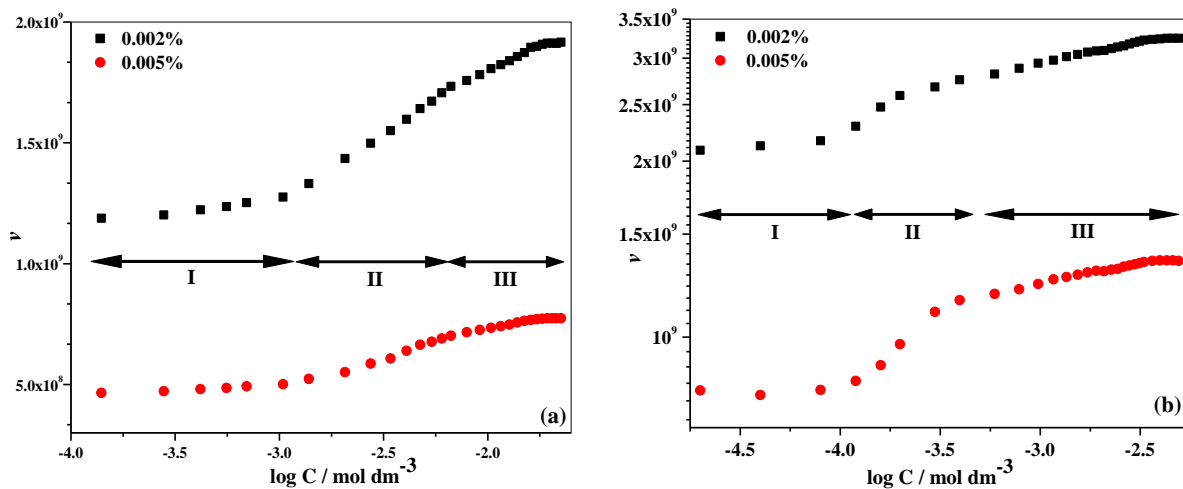 2.0x10⁹
1.5x10⁹
1.0x10⁹
5.0x10⁸
ν
0.002%
0.005%
I
II
III
(a)
-4.0
-3.5
-3.0
-2.5
-2.0
log C / mol dm⁻³
3.5x10⁹
3x10⁹
2.5x10⁹
2x10⁹
1.5x10⁹
10⁹
ν
0.002%
0.005%
I
II
III
(b)
-4.5
-4.0
-3.5
-3.0
-2.5
log C / mol dm⁻³